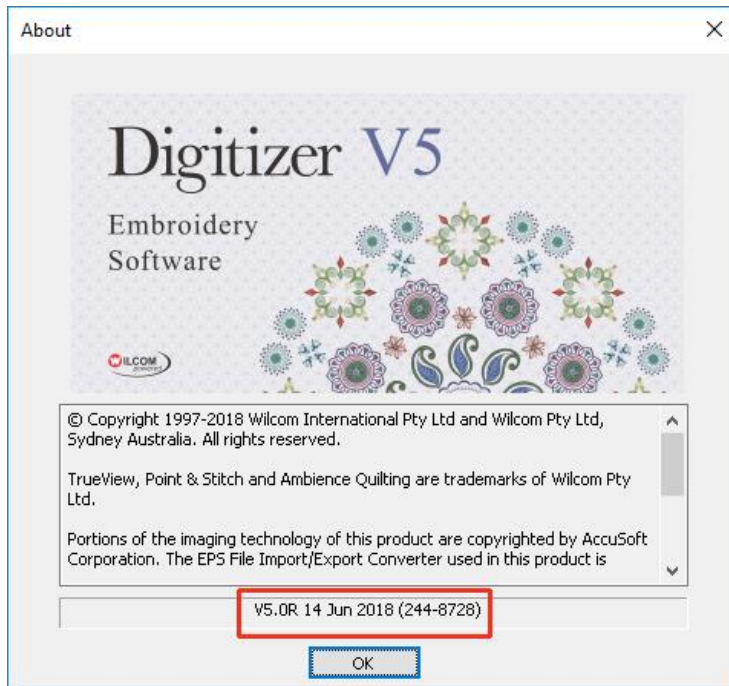 About
Digitizer V5
Embroidery
Software
WILCOM
powered
© Copyright 1997-2018 Wilcom International Pty Ltd and Wilcom Pty Ltd,
Sydney Australia. All rights reserved.
TrueView, Point & Stitch and Ambience Quilting are trademarks of Wilcom Pty
Ltd.
Portions of the imaging technology of this product are copyrighted by AccuSoft
Corporation. The EPS File Import/Export Converter used in this product is
V5.0R 14 Jun 2018 (244-8728)
OK